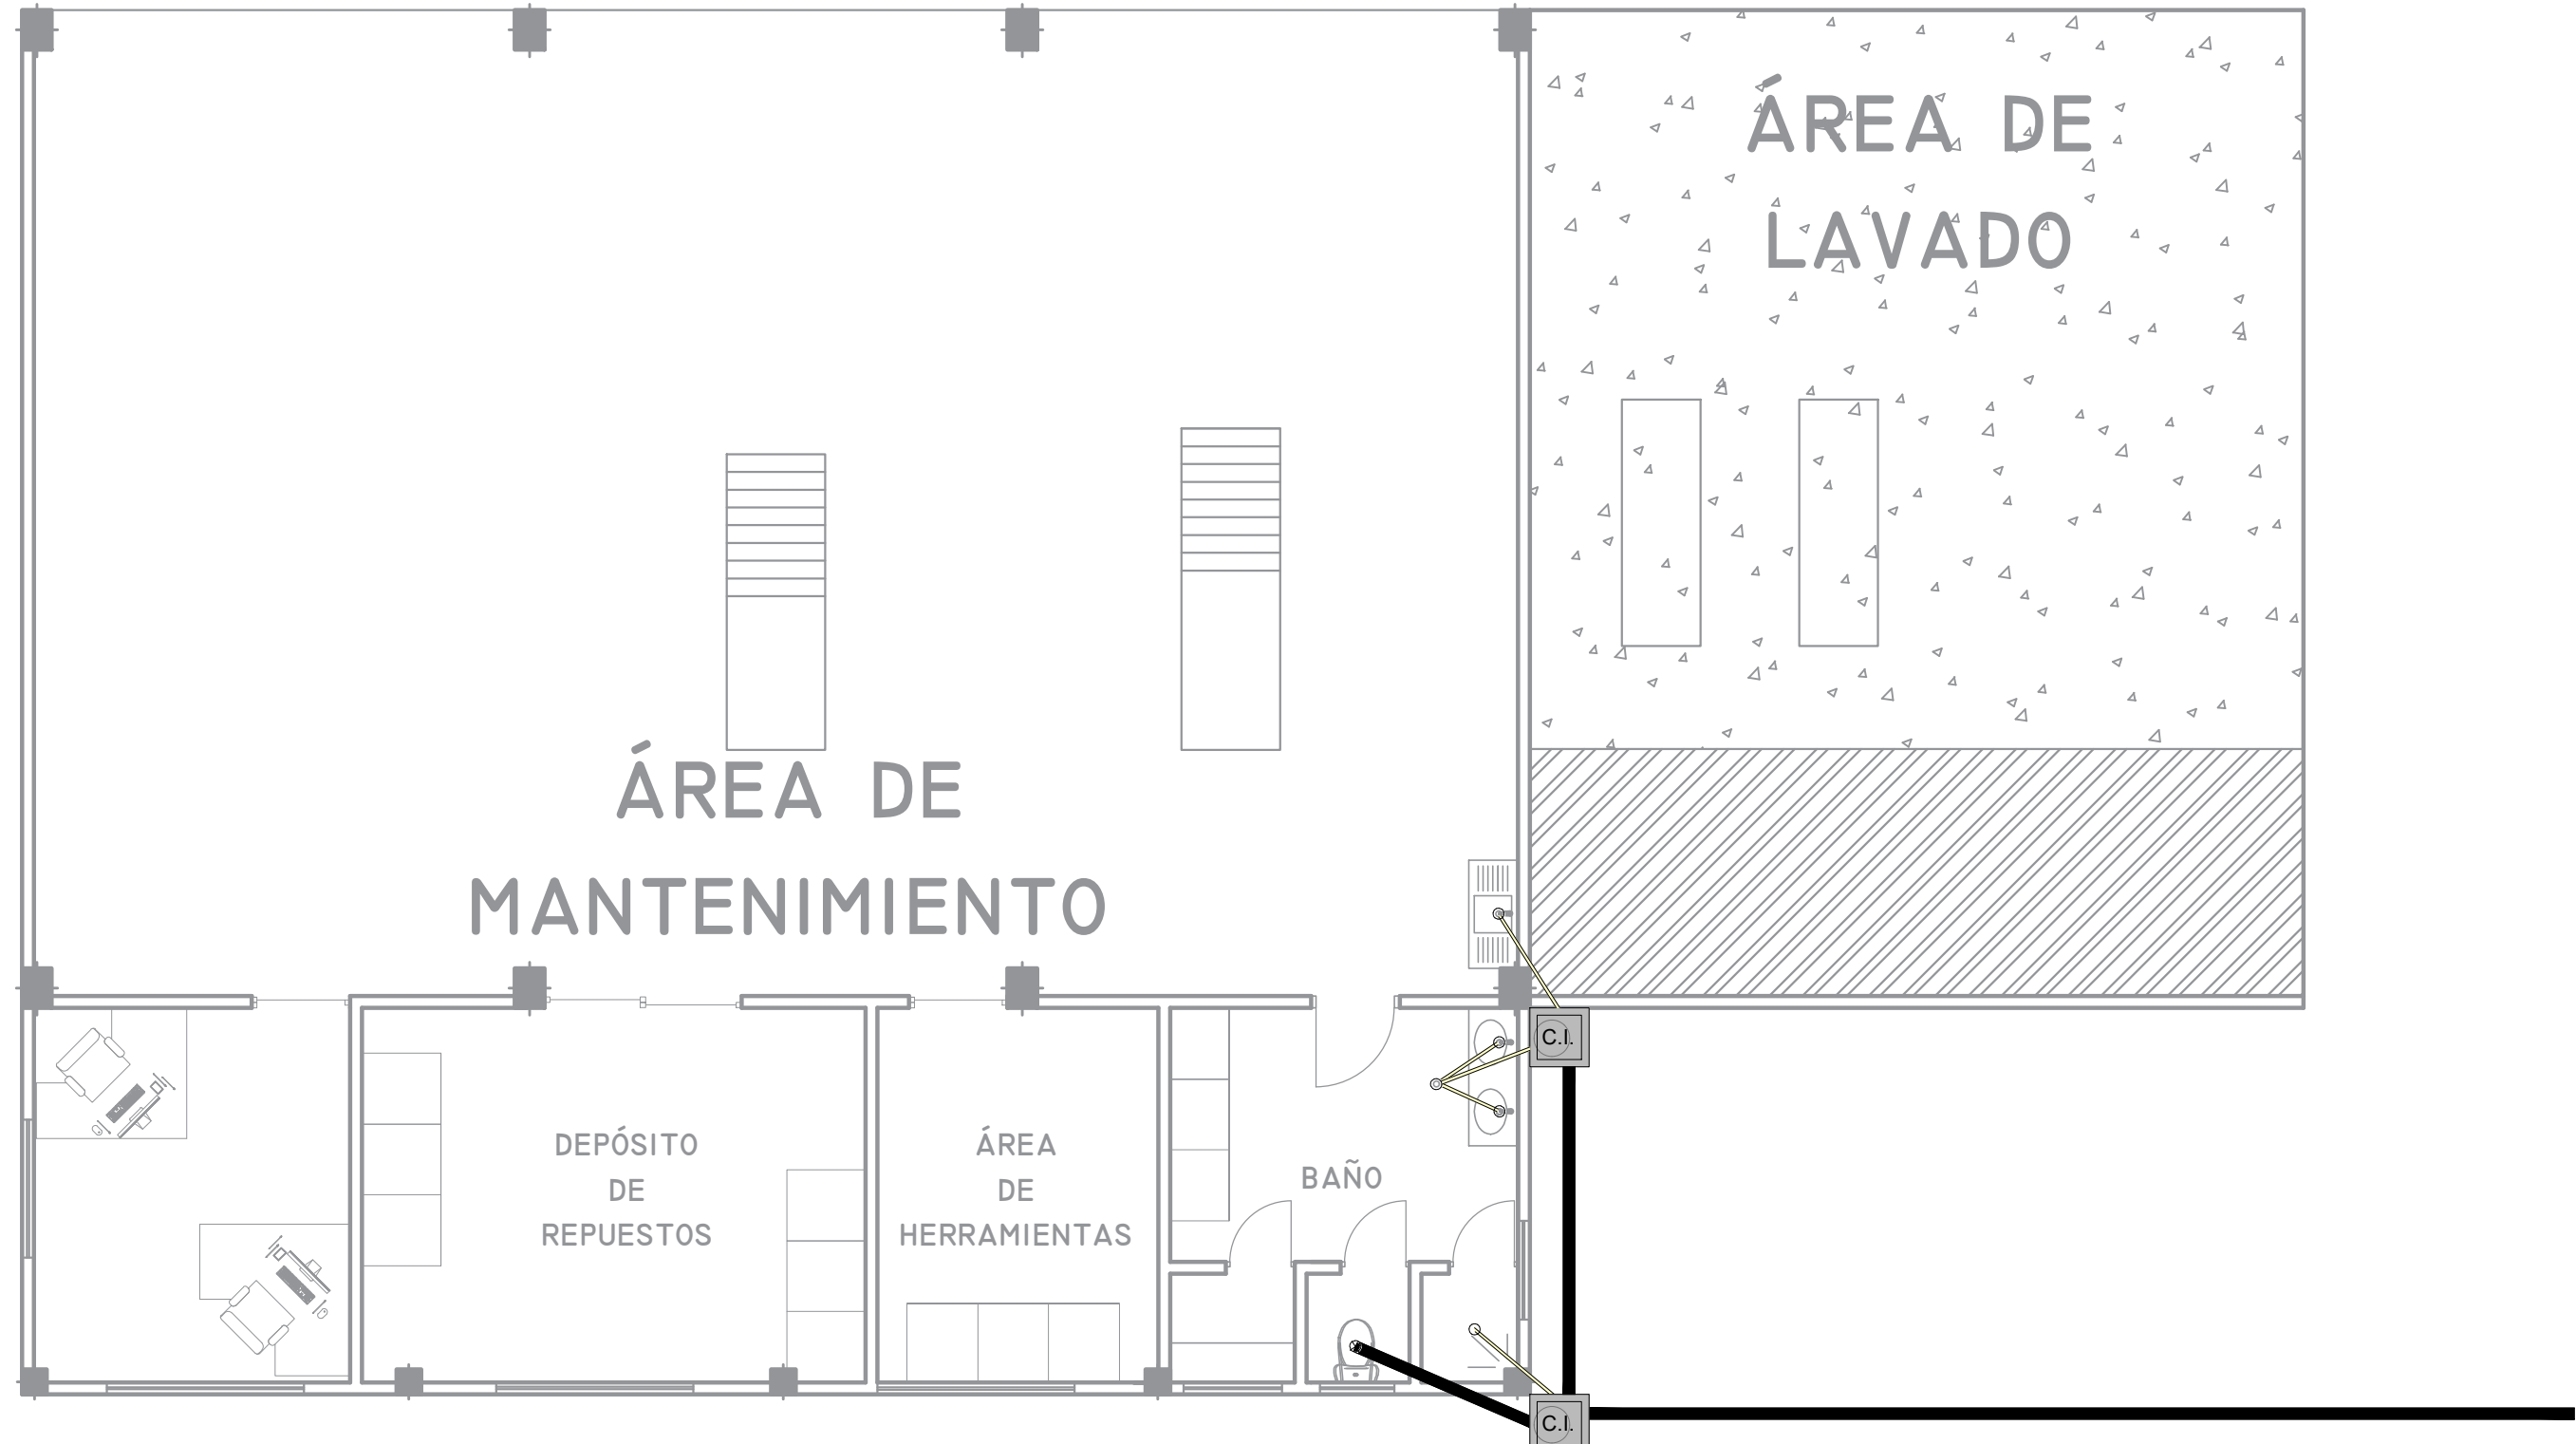 ÁREA DE
LAVADO
ÁREA DE
MANTENIMIENTO
C.I.
DEPÓSITO
DE
REPUESTOS
ÁREA
DE
HERRAMIENTAS
BAÑO
C.I.